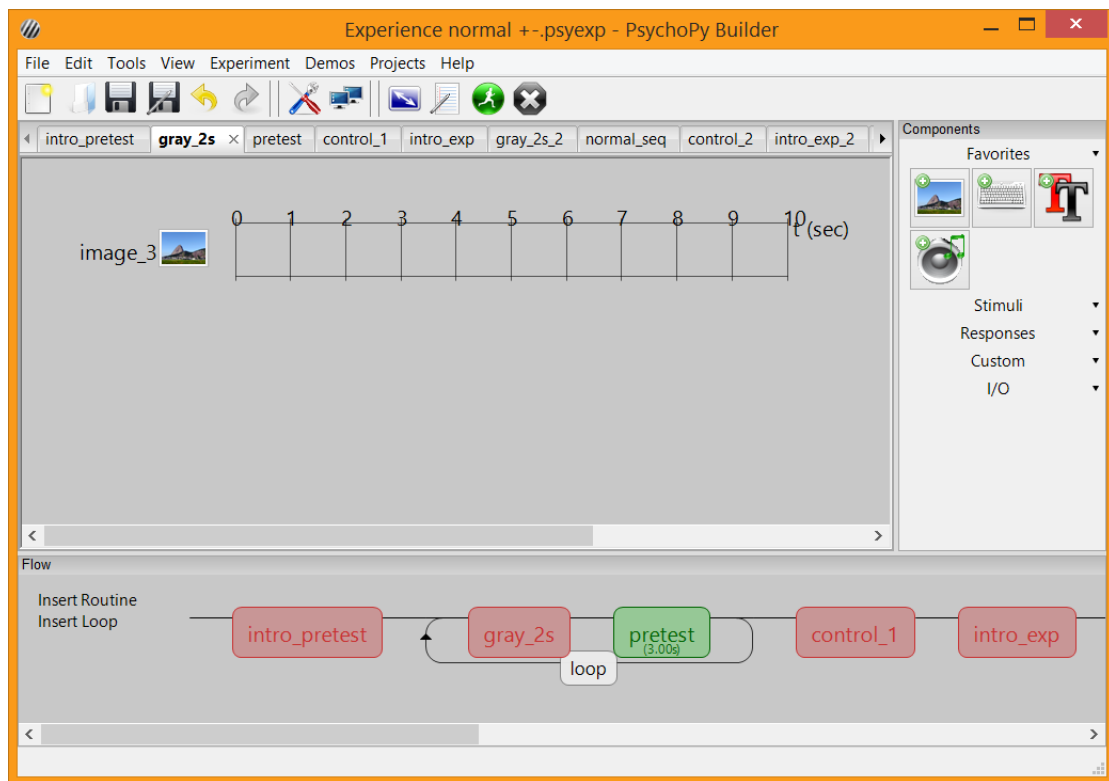 Experience normal +-.psyexp - PsychoPy Builder
File Edit Tools View Experiment Demos Projects Help
intro_pretest gray_2s × pretest control_1 intro_exp gray_2s_2 normal_seq control_2 intro_exp_2
Components
Favorites
0 1 2 3 4 5 6 7 8 9 10
t (sec)
image_3
Stimuli
Responses
Custom
I/O
Flow
Insert Routine
Insert Loop
intro_pretest gray_2s pretest control_1 intro_exp
(3.00s)
loop